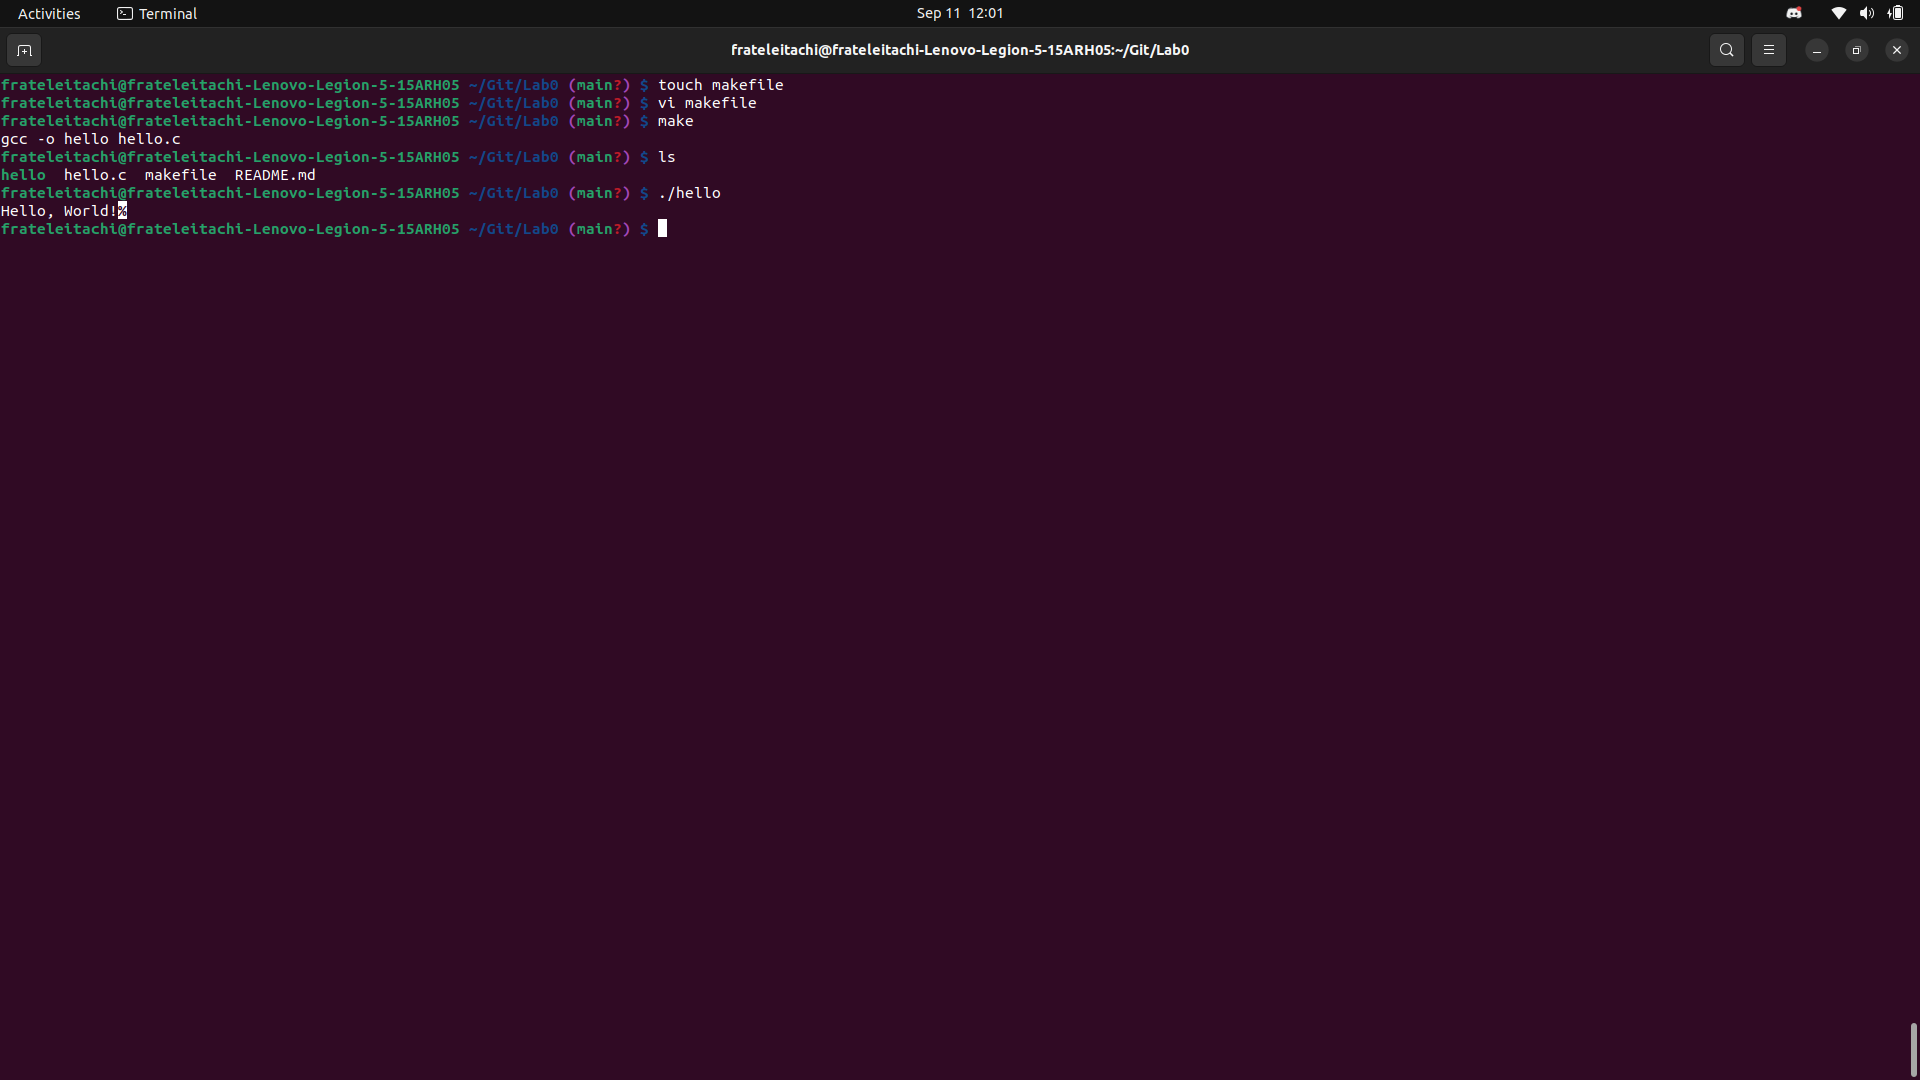 Activities Terminal Sep 11 12:01
frateleitachi@frateleitachi-Lenovo-Legion-5-15ARH05:~/Git/Lab0
frateleitachi@frateleitachi-Lenovo-Legion-5-15ARH05 ~/Git/Lab0 (main?) $ touch makefile
frateleitachi@frateleitachi-Lenovo-Legion-5-15ARH05 ~/Git/Lab0 (main?) $ vi makefile
frateleitachi@frateleitachi-Lenovo-Legion-5-15ARH05 ~/Git/Lab0 (main?) $ make
gcc -o hello hello.c
frateleitachi@frateleitachi-Lenovo-Legion-5-15ARH05 ~/Git/Lab0 (main?) $ ls
hello  hello.c  makefile  README.md
frateleitachi@frateleitachi-Lenovo-Legion-5-15ARH05 ~/Git/Lab0 (main?) $ ./hello
Hello, World!%
frateleitachi@frateleitachi-Lenovo-Legion-5-15ARH05 ~/Git/Lab0 (main?) $